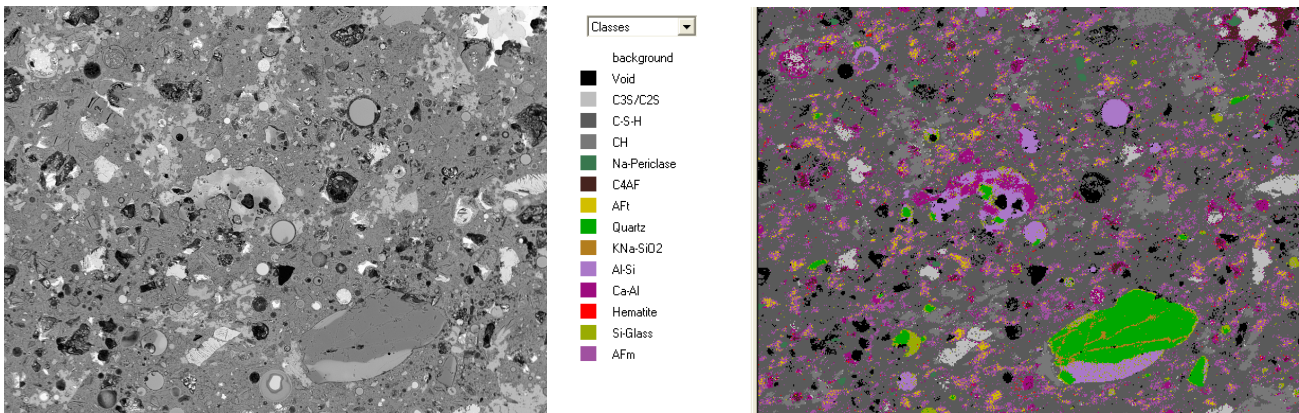 Classes
background
Void
C3S/C2S
C-S-H
CH
Na-Periclase
C4AF
AFt
Quartz
KNa-SiO2
Al-Si
Ca-Al
Hematite
Si-Glass
AFm